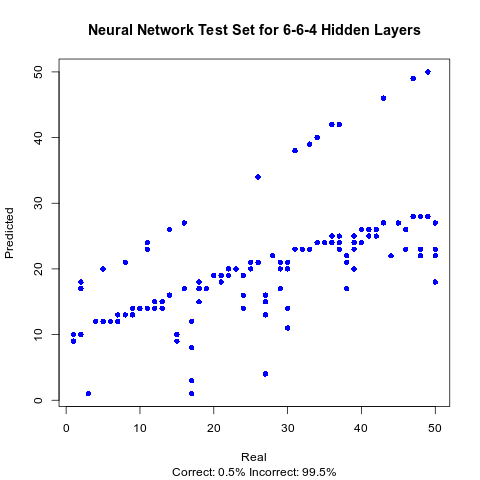 Neural Network Test Set for 6-6-4 Hidden Layers
Predicted
50
40
30
20
10
0
0 10 20 30 40 50
Real
Correct: 0.5% Incorrect: 99.5%